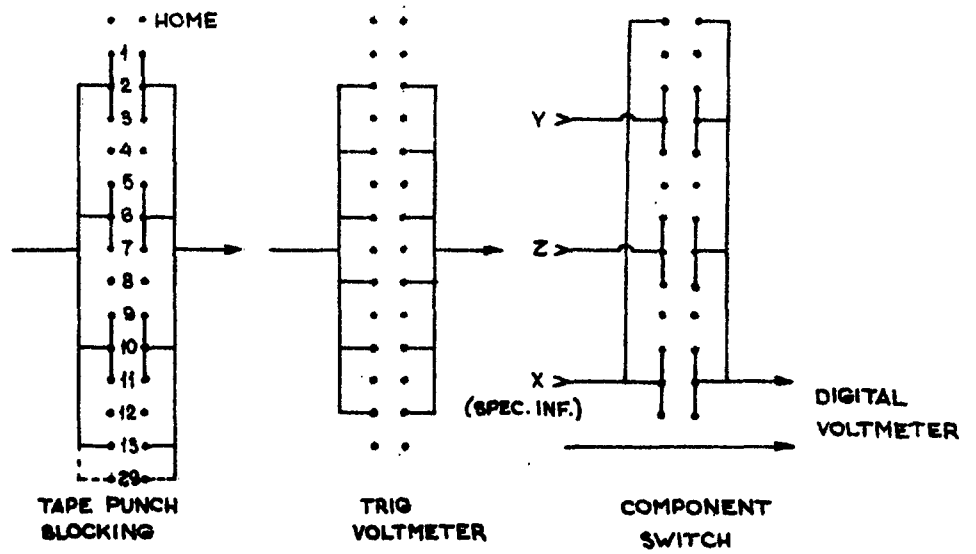 HOME
1
2
3
4
5
6
7
8
9
10
11
12
13
29
TAPE PUNCH
BLOCKING
TRIG
VOLTMETER
Y
Z
X
(SPEC. INF.)
DIGITAL
VOLTMETER
COMPONENT
SWITCH